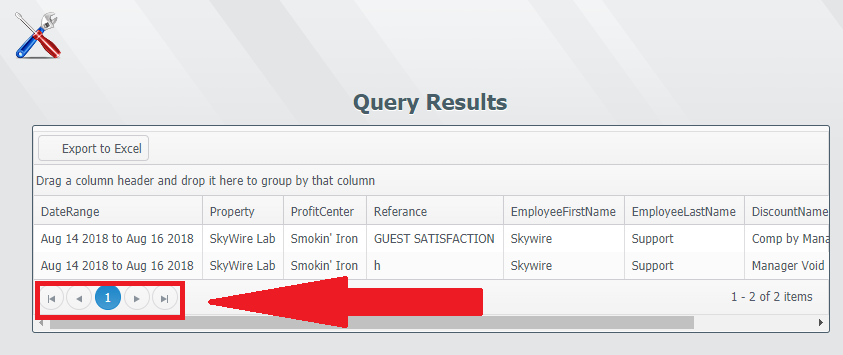 Query Results
Export to Excel
Drag a column header and drop it here to group by that column
DateRange Property ProfitCenter Referance EmployeeFirstName EmployeeLastName DiscountName
Aug 14 2018 to Aug 16 2018 SkyWire Lab Smokin' Iron GUEST SATISFACTION Skywire Support Comp by Mana
Aug 14 2018 to Aug 16 2018 SkyWire Lab Smokin' Iron h Skywire Support Manager Void
1 1 - 2 of 2 items